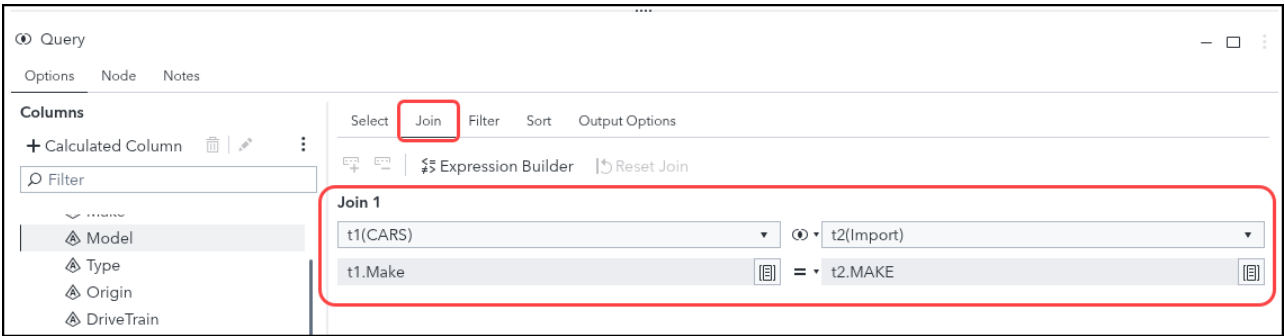 Query
Options Node Notes
Columns
+ Calculated Column
Filter
Model
Type
Origin
DriveTrain
Select Join Filter Sort Output Options
Expression Builder Reset Join
Join 1
t1(CARS) t2(Import)
t1.Make = t2.MAKE